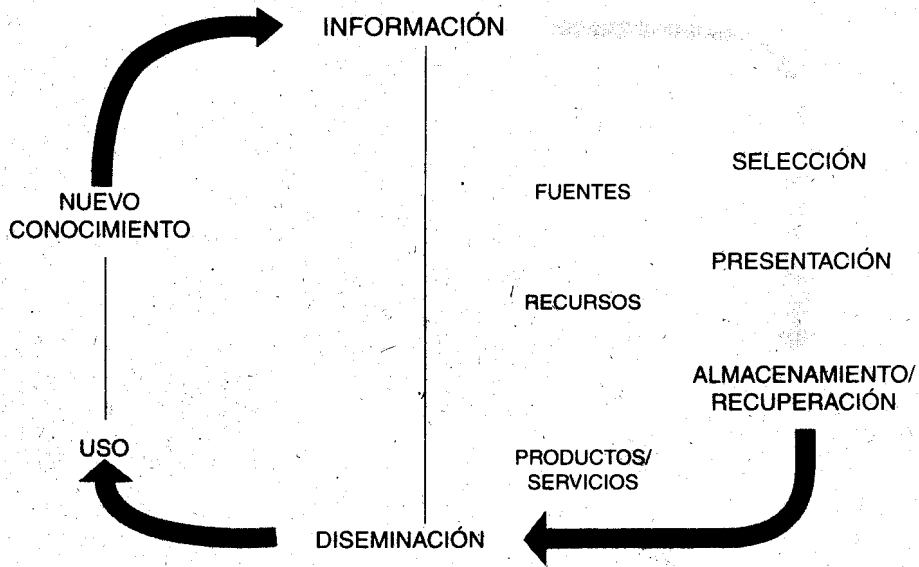 INFORMACIÓN
SELECCIÓN
FUENTES
NUEVO
CONOCIMIENTO
PRESENTACIÓN
RECURSOS
ALMACENAMIENTO/
RECUPERACIÓN
USO
PRODUCTOS/
SERVICIOS
DISEMINACIÓN